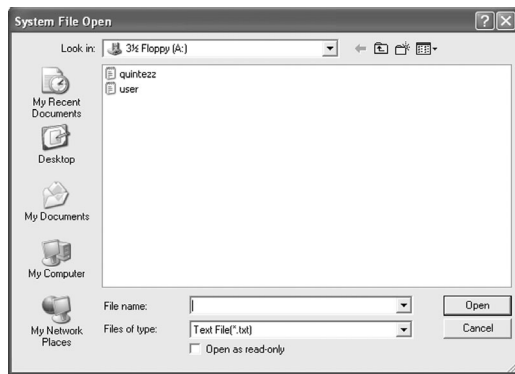 System File Open
Look in: 3½ Floppy (A:)
quintezz
user
My Recent
Documents
Desktop
My Documents
My Computer
My Network
Places
File name:
Open
Files of type: Text File(*.txt)
Cancel
Open as read-only